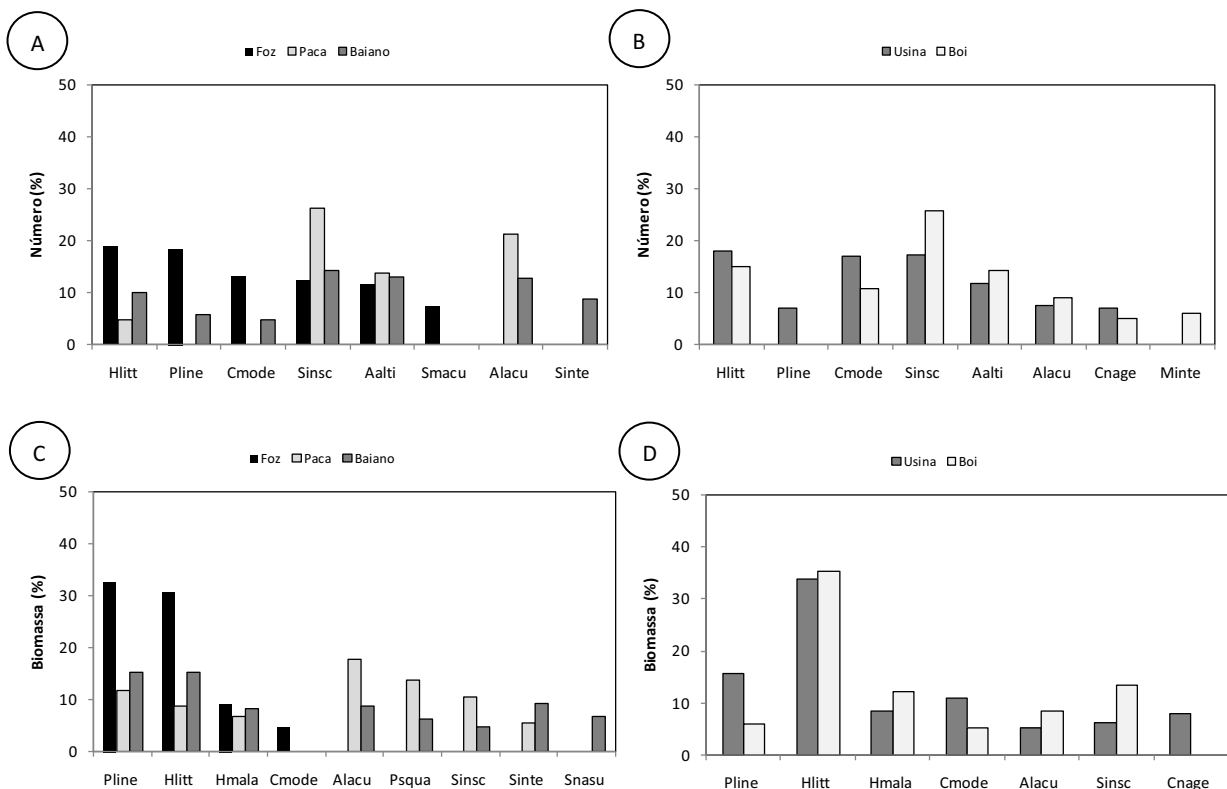 A
Foz Paca Baiano
50
40
30
20
10
0
Número (%)
Hlitt Pline Cmode Sinsc Aalti Smacu Alacu Sinte
B
Usina Boi
50
40
30
20
10
0
Número (%)
Hlitt Pline Cmode Sinsc Aalti Alacu Cnage Minte
C
Foz Paca Baiano
50
40
30
20
10
0
Biomassa (%)
Pline Hlitt Hmala Cmode Alacu Psqua Sinsc Sinte Snasu
D
Usina Boi
50
40
30
20
10
0
Biomassa (%)
Pline Hlitt Hmala Cmode Alacu Sinsc Cnage